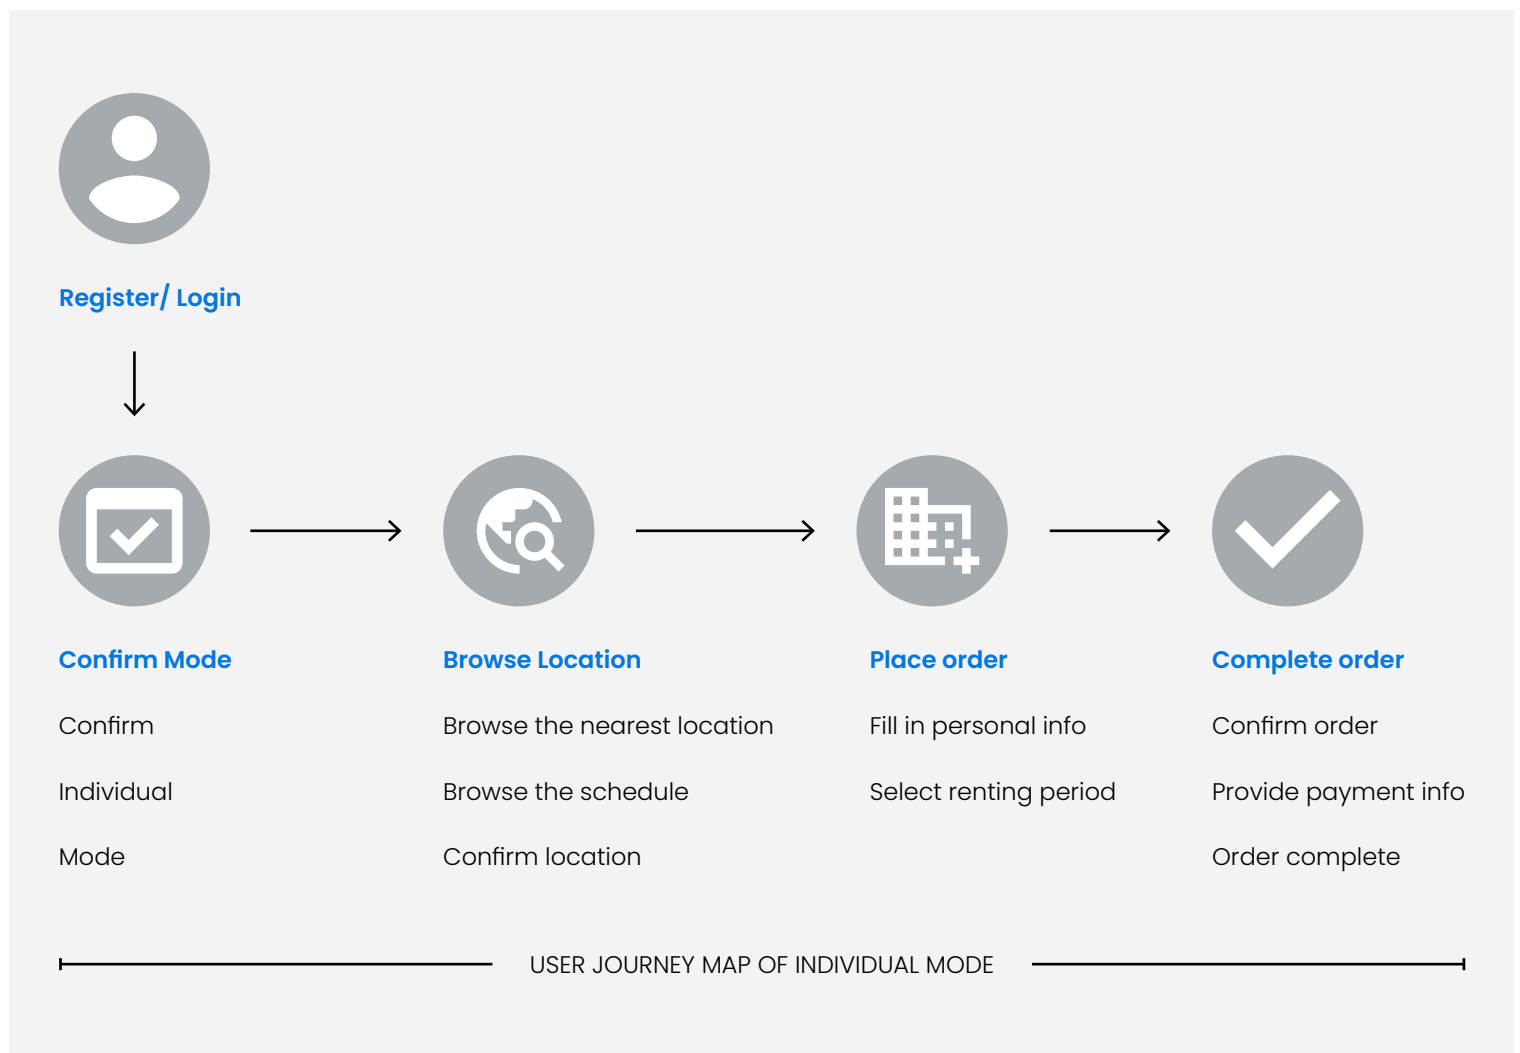 Register/ Login
Confirm Mode
Confirm
Individual
Mode
Browse Location
Browse the nearest location
Browse the schedule
Confirm location
Place order
Fill in personal info
Select renting period
Complete order
Confirm order
Provide payment info
Order complete
USER JOURNEY MAP OF INDIVIDUAL MODE